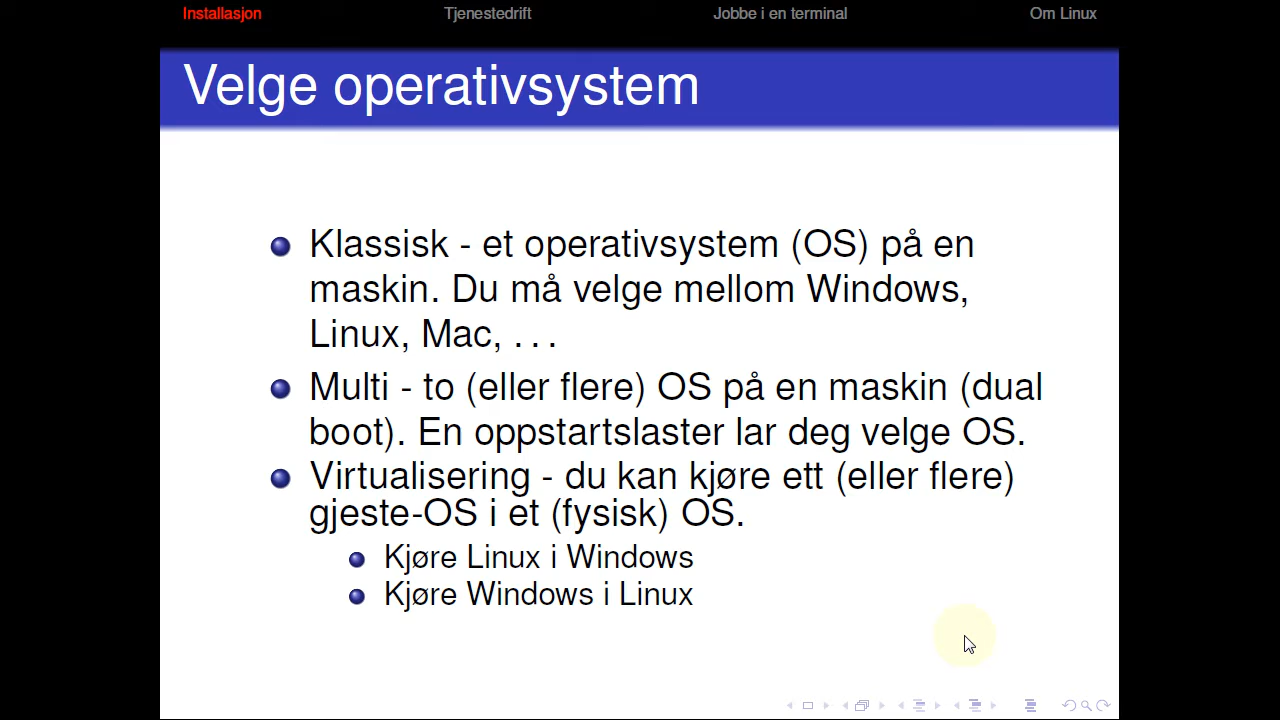 Installasjon Tjenestedrift Jobbe i en terminal Om Linux
Velge operativsystem
Klassisk - et operativsystem (OS) på en
maskin. Du må velge mellom Windows,
Linux, Mac, ...
Multi - to (eller flere) OS på en maskin (dual
boot). En oppstartslaster lar deg velge OS.
Virtualisering - du kan kjøre ett (eller flere)
gjeste-OS i et (fysisk) OS.
Kjøre Linux i Windows
Kjøre Windows i Linux